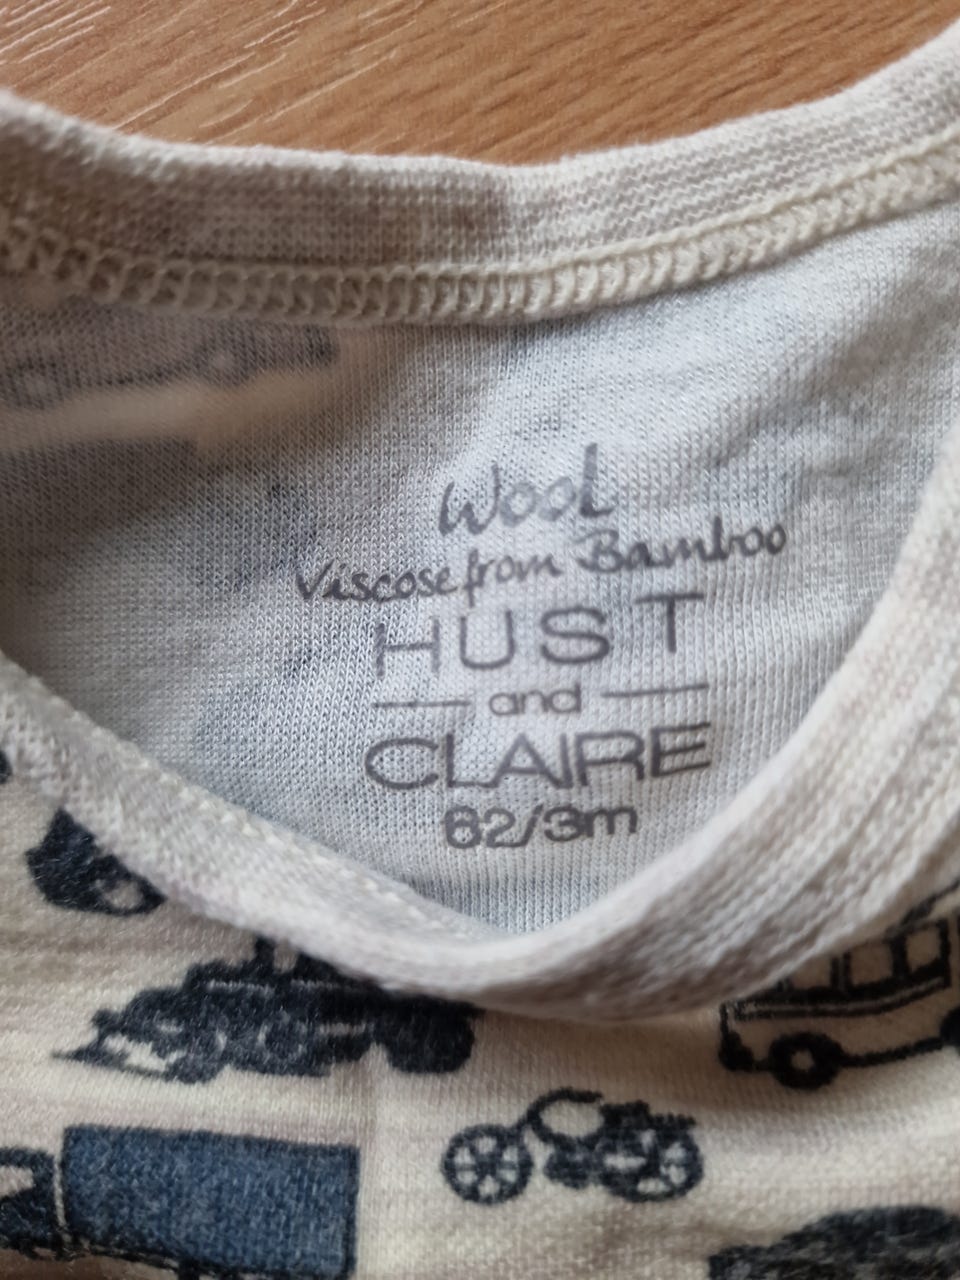 Wool
Viscose from Bamboo
HUST
and
CLAIRE
62/3m